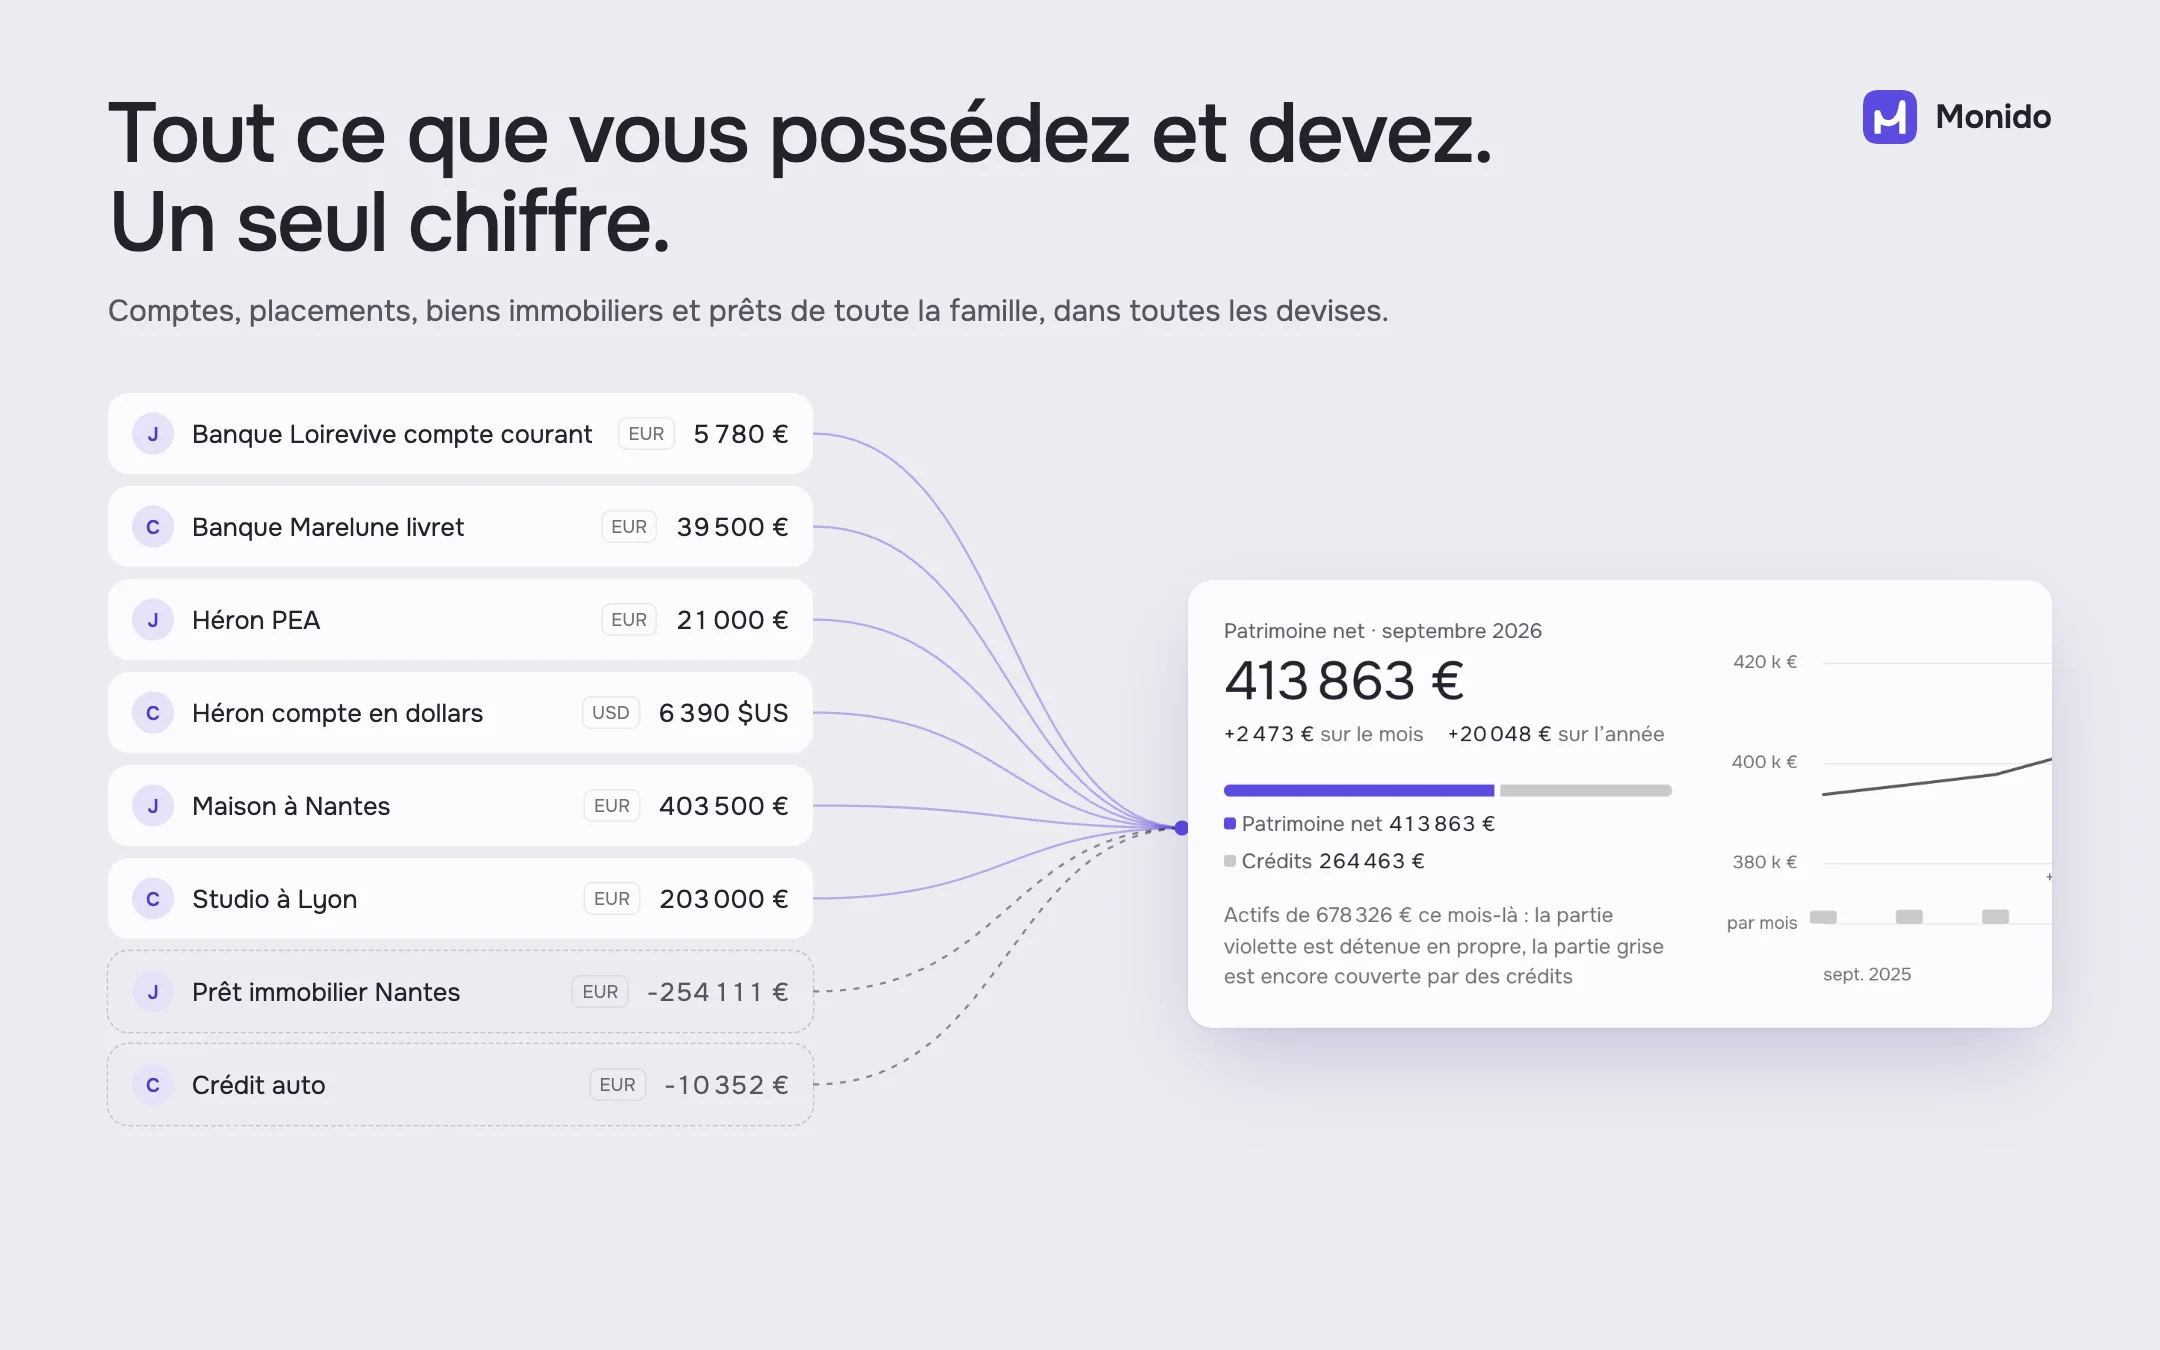 Tout ce que vous possédez et devez.
Un seul chiffre.
Monido
Comptes, placements, biens immobiliers et prêts de toute la famille, dans toutes les devises.
J Banque Loirevive compte courant EUR 5 780 €
C Banque Marelune livret EUR 39 500 €
J Héron PEA EUR 21 000 €
C Héron compte en dollars USD 6 390 $US
J Maison à Nantes EUR 403 500 €
C Studio à Lyon EUR 203 000 €
J Prêt immobilier Nantes EUR -254 111 €
C Crédit auto EUR -10 352 €
Patrimoine net · septembre 2026
413 863 €
+2 473 € sur le mois +20 048 € sur l’année
Patrimoine net 413 863 €
Crédits 264 463 €
Actifs de 678 326 € ce mois-là : la partie
violette est détenue en propre, la partie grise
est encore couverte par des crédits
420 k €
400 k €
380 k €
par mois
sept. 2025